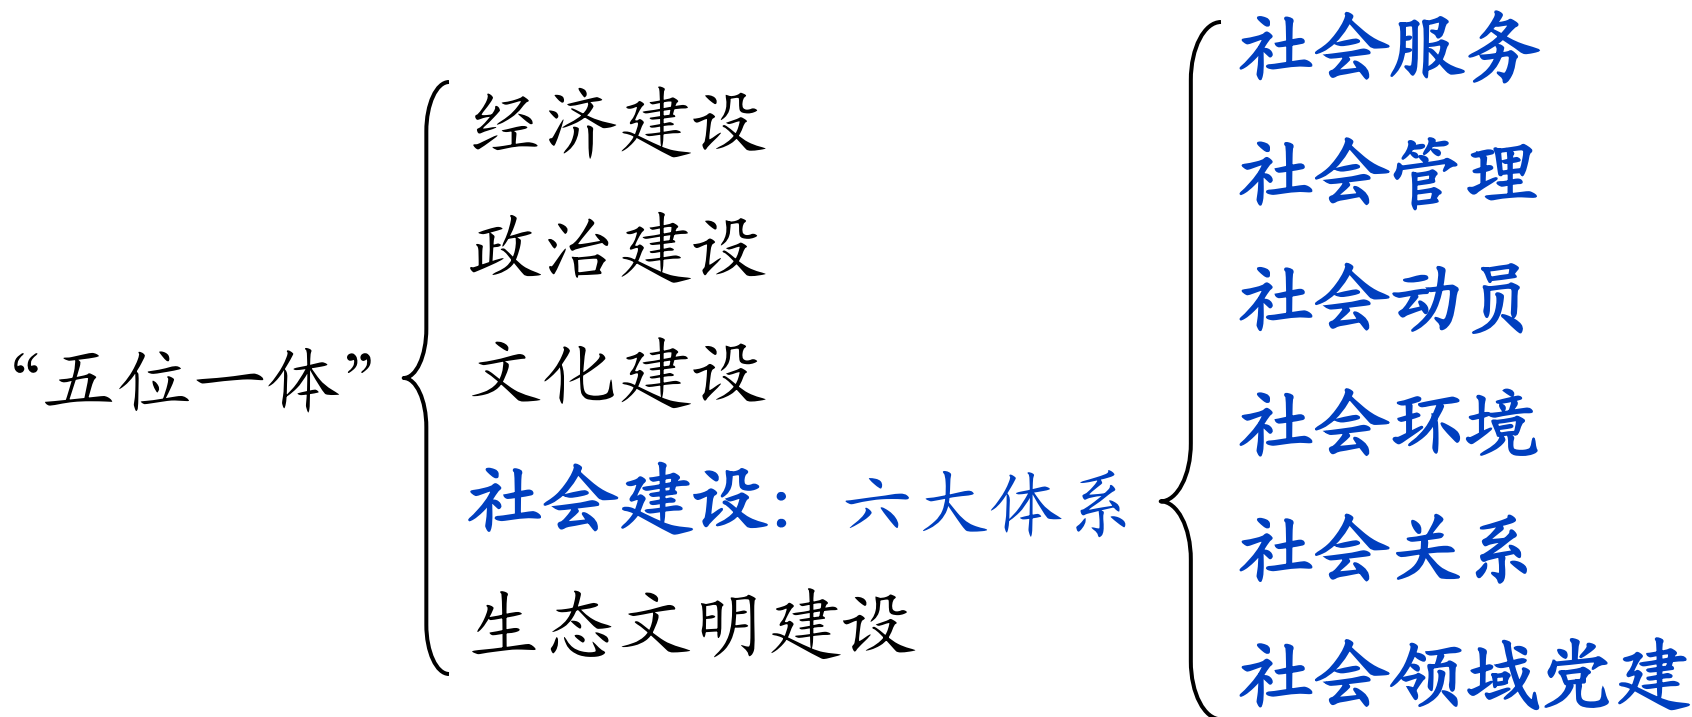 “五位一体”
经济建设
政治建设
文化建设
社会建设：六大体系
生态文明建设
社会服务
社会管理
社会动员
社会环境
社会关系
社会领域党建